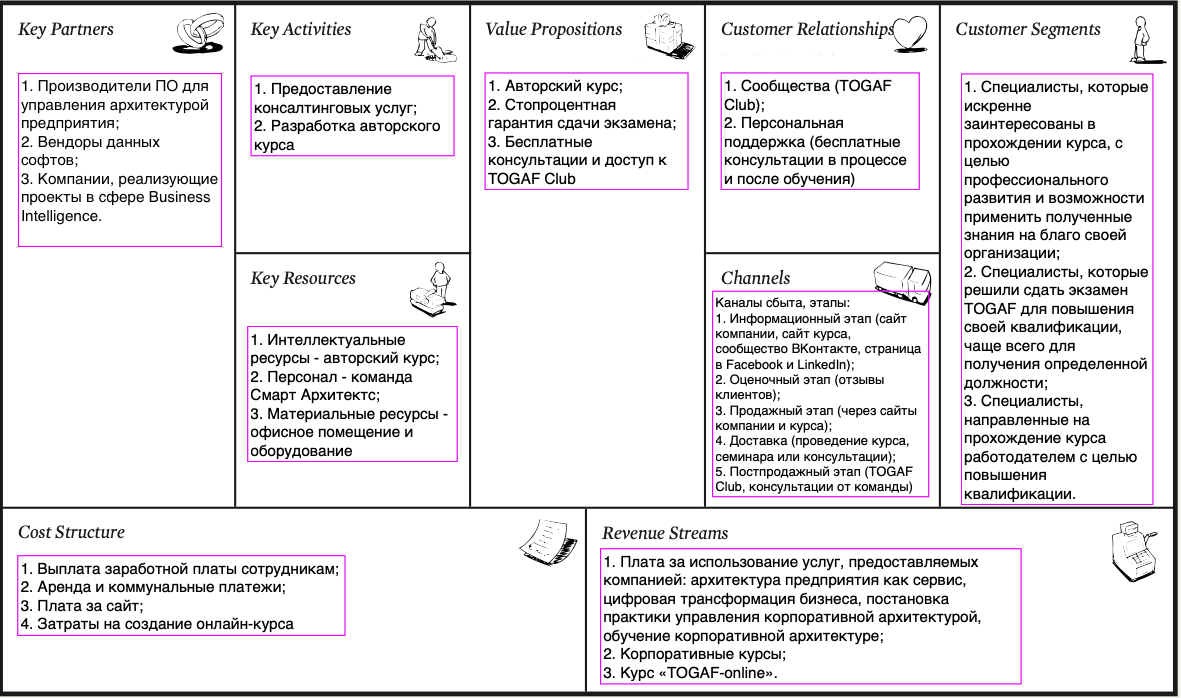 Key Partners
1. Производители ПО для
управления архитектурой
предприятия;
2. Вендоры данных
софтов;
3. Компании, реализующие
проекты в сфере Business
Intelligence.
Key Activities
1. Предоставление
консалтинговых услуг;
2. Разработка авторского
курса
Key Resources
1. Интеллектуальные
ресурсы - авторский курс;
2. Персонал - команда
Смарт Архитектс;
3. Материальные ресурсы -
офисное помещение и
оборудование
Value Propositions
1. Авторский курс;
2. Стопроцентная
гарантия сдачи экзамена;
3. Бесплатные
консультации и доступ к
TOGAF Club
Customer Relationships
1. Сообщества (TOGAF
Club);
2. Персональная
поддержка (бесплатные
консультации в процессе
и после обучения)
Channels
Каналы сбыта, этапы:
1. Информационный этап (сайт
компании, сайт курса,
сообщество ВКонтакте, страница
в Facebook и LinkedIn);
2. Оценочный этап (отзывы
клиентов);
3. Продажный этап (через сайты
компании и курса);
4. Доставка (проведение курса,
семинара или консультации);
5. Постпродажный этап (TOGAF
Club, консультации от команды)
Customer Segments
1. Специалисты, которые
искренне
заинтересованы в
прохождении курса, с
целью
профессионального
развития и возможности
применить полученные
знания на благо своей
организации;
2. Специалисты, которые
решили сдать экзамен
TOGAF для повышения
своей квалификации,
чаще всего для
получения определенной
должности;
3. Специалисты,
направленные на
прохождение курса
работодателем с целью
повышения
квалификации.
Cost Structure
1. Выплата заработной платы сотрудникам;
2. Аренда и коммунальные платежи;
3. Плата за сайт;
4. Затраты на создание онлайн-курса
Revenue Streams
1. Плата за использование услуг, предоставляемых
компанией: архитектура предприятия как сервис,
цифровая трансформация бизнеса, постановка
практики управления корпоративной архитектурой,
обучение корпоративной архитектуре;
2. Корпоративные курсы;
3. Курс «TOGAF-online».